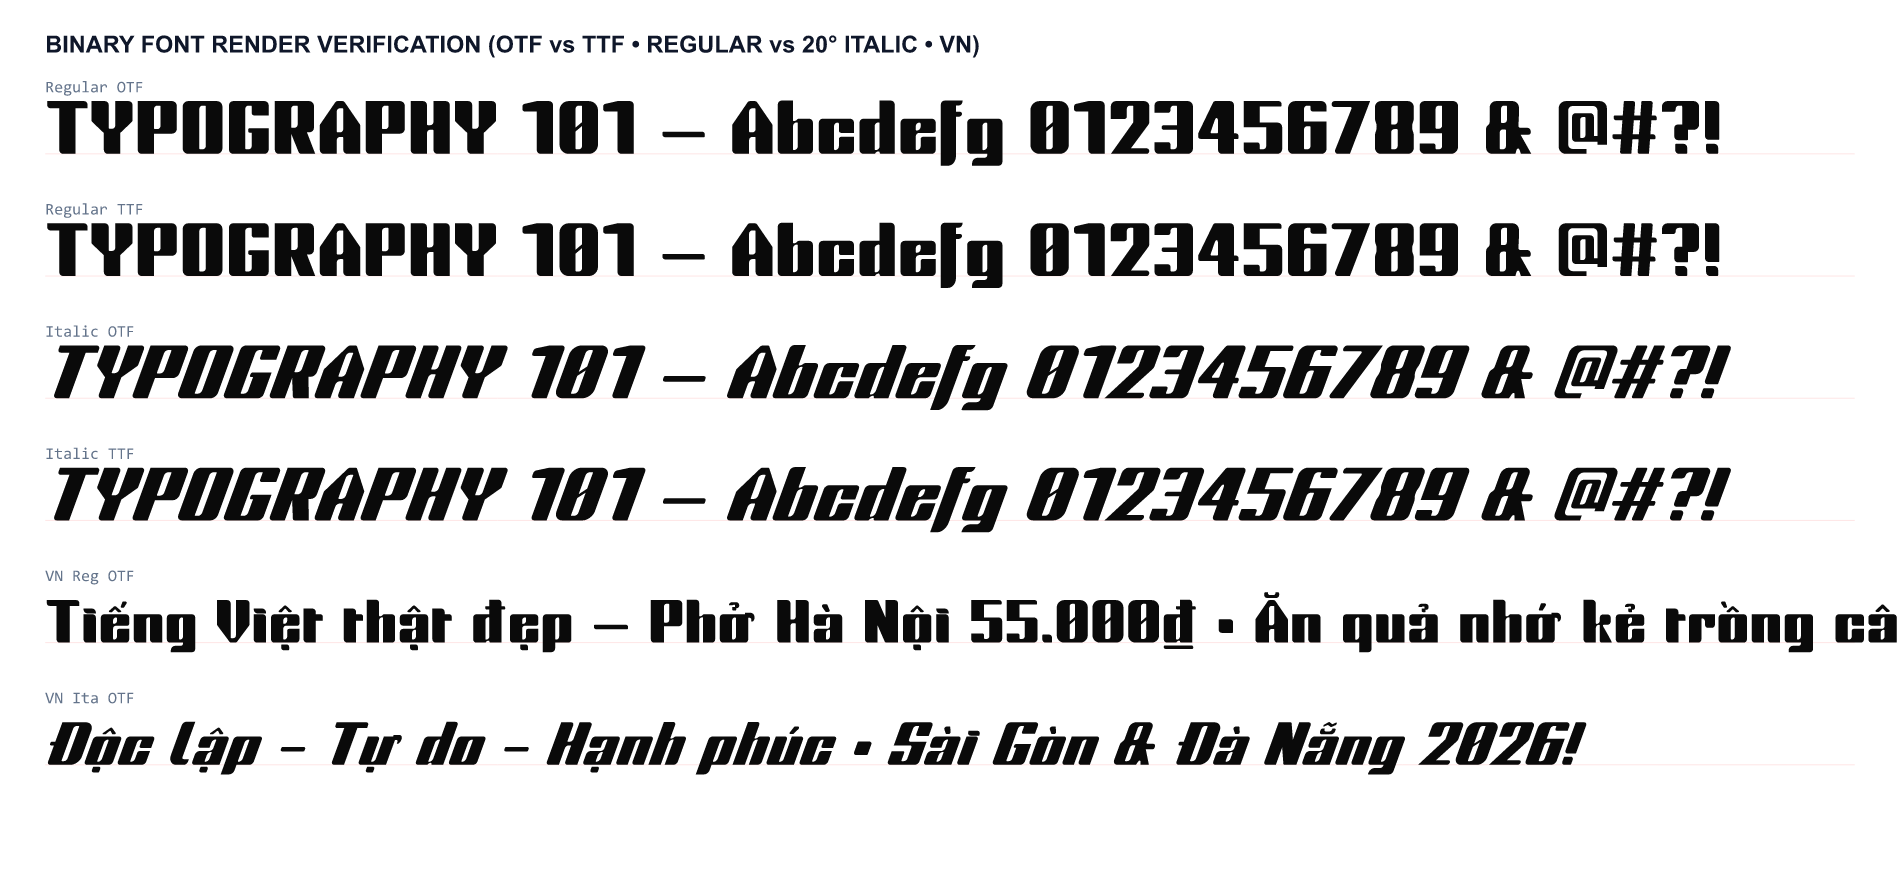 BINARY FONT RENDER VERIFICATION (OTF vs TTF • REGULAR vs 20° ITALIC • VN)
Regular OTF
TYPOGRAPHY 101 — Abcdefg 0123456789 & @#?!
Regular TTF
TYPOGRAPHY 101 — Abcdefg 0123456789 & @#?!
Italic OTF
TYPOGRAPHY 101 — Abcdefg 0123456789 & @#?!
Italic TTF
TYPOGRAPHY 101 — Abcdefg 0123456789 & @#?!
VN Reg OTF
Tiếng Việt thật đẹp — Phở Hà Nội 55.000₫ • Ăn quả nhớ kẻ trồng câ
VN Ita OTF
Độc lập – Tự do – Hạnh phúc • Sài Gòn & Đà Nẵng 2026!